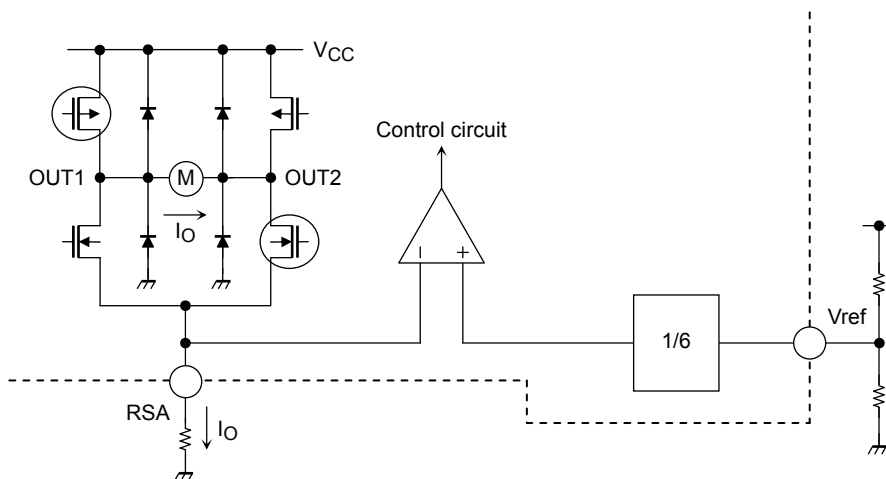 VCC
Control circuit
OUT1
M
OUT2
IO
− +
1/6
Vref
RSA
IO